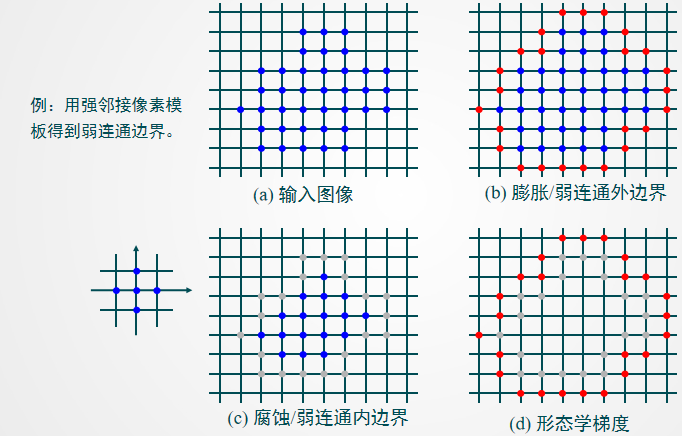 例：用强邻接像素模
板得到弱连通边界。
(a) 输入图像
(b) 膨胀/弱连通外边界
(c) 腐蚀/弱连通内边界
(d) 形态学梯度